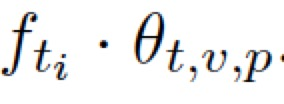 f_{t_i} · θ_{t,v,p}.